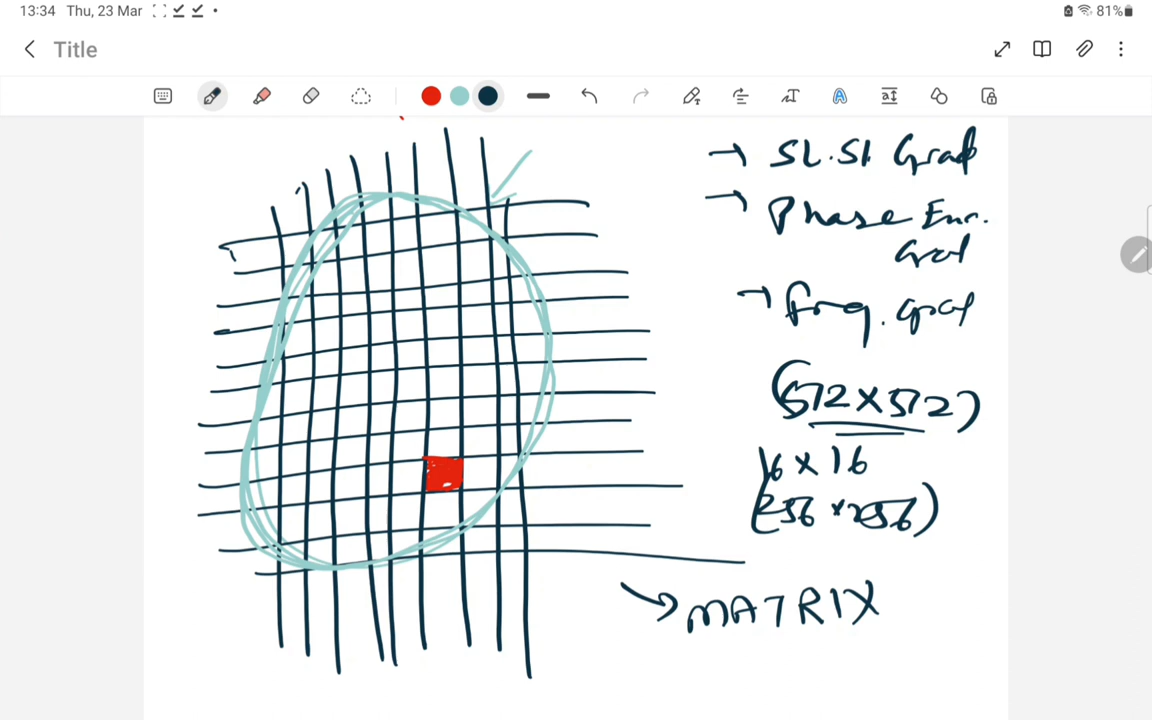 13:34 Thu, 23 Mar
81%
Title
→ SL.Sl. Grad
→ Phase Enc.
Grad
→ freq. grad
(512 × 512)
16 × 16
(256 × 256)
→ MATRIX